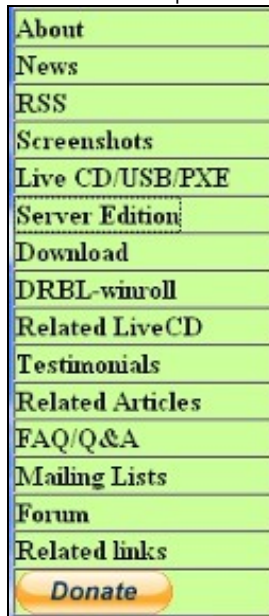 About
News
RSS
Screenshots
Live CD/USB/PXE
Server Edition
Download
DRBL-winroll
Related LiveCD
Testimonials
Related Articles
FAQ/Q&A
Mailing Lists
Forum
Related links
Donate